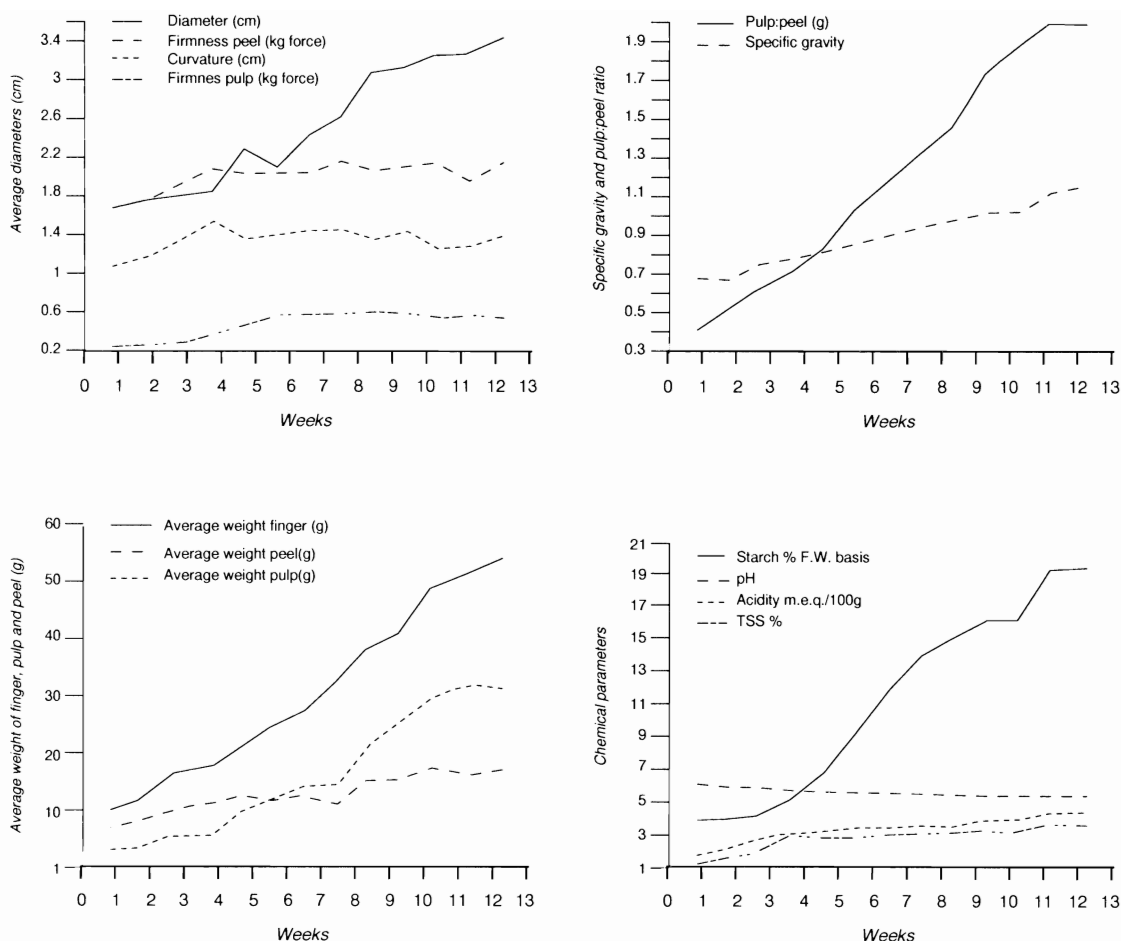 Diameter (cm)
Firmness peel (kg force)
Curvature (cm)
Firmnes pulp (kg force)
Average diameters (cm)
3.4
3
2.6
2.2
1.8
1.4
1
0.6
0.2
0 1 2 3 4 5 6 7 8 9 10 11 12 13
Weeks
Pulp:peel (g)
Specific gravity
Specific gravity and pulp:peel ratio
1.9
1.7
1.5
1.3
1.1
0.9
0.7
0.5
0.3
0 1 2 3 4 5 6 7 8 9 10 11 12 13
Weeks
Average weight finger (g)
Average weight peel(g)
Average weight pulp(g)
Average weight of finger, pulp and peel (g)
60
50
40
30
20
10
1
0 1 2 3 4 5 6 7 8 9 10 11 12 13
Weeks
Starch % F.W. basis
pH
Acidity m.e.q./100g
TSS %
Chemical parameters
21
19
17
15
13
11
9
7
5
3
1
0 1 2 3 4 5 6 7 8 9 10 11 12 13
Weeks